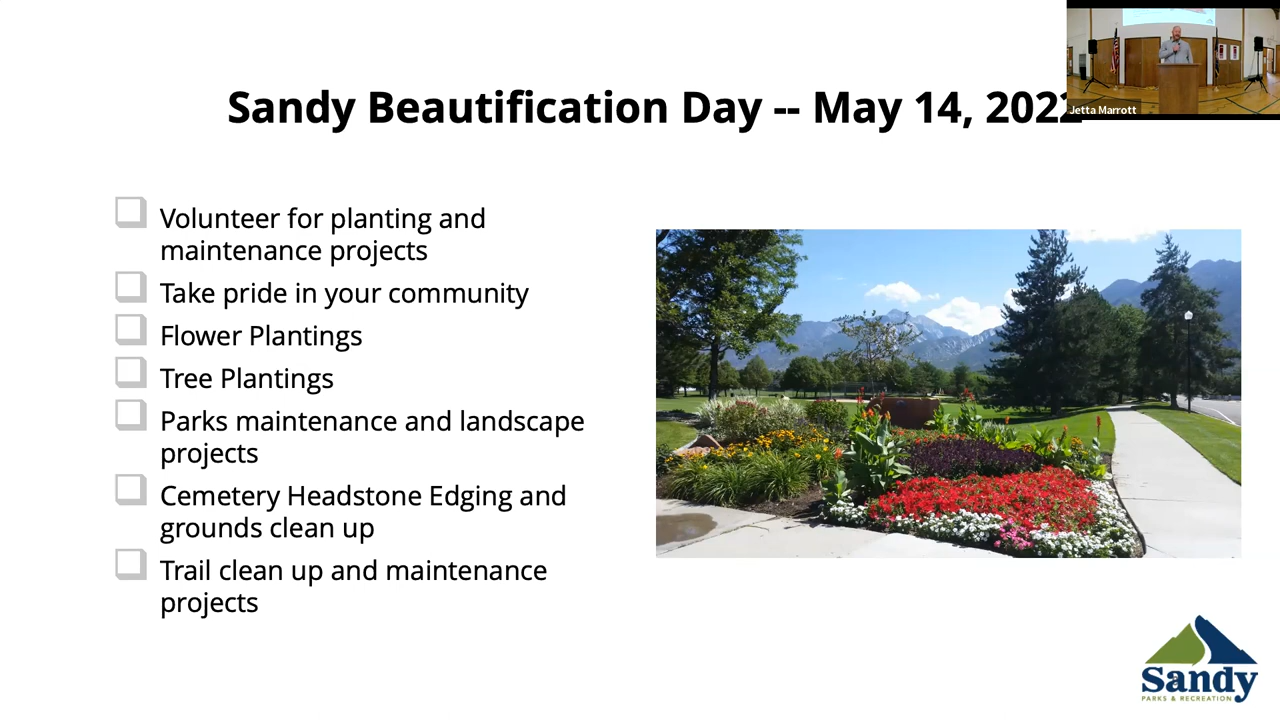 Sandy Beautification Day -- May 14, 2022
Jetta Marrott
Volunteer for planting and
maintenance projects
Take pride in your community
Flower Plantings
Tree Plantings
Parks maintenance and landscape
projects
Cemetery Headstone Edging and
grounds clean up
Trail clean up and maintenance
projects
Sandy
PARKS & RECREATION